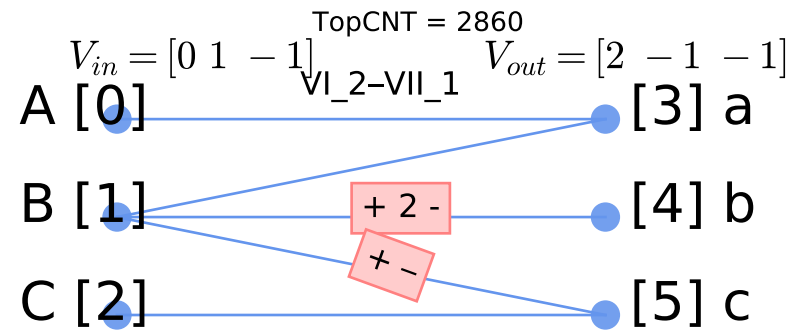 TopCNT = 2860
V_in = [0 1 − 1] V_out = [2 − 1 − 1]
VI_2–VII_1
A [0] [3] a
B [1] + 2 - [4] b
+ −
C [2] [5] c